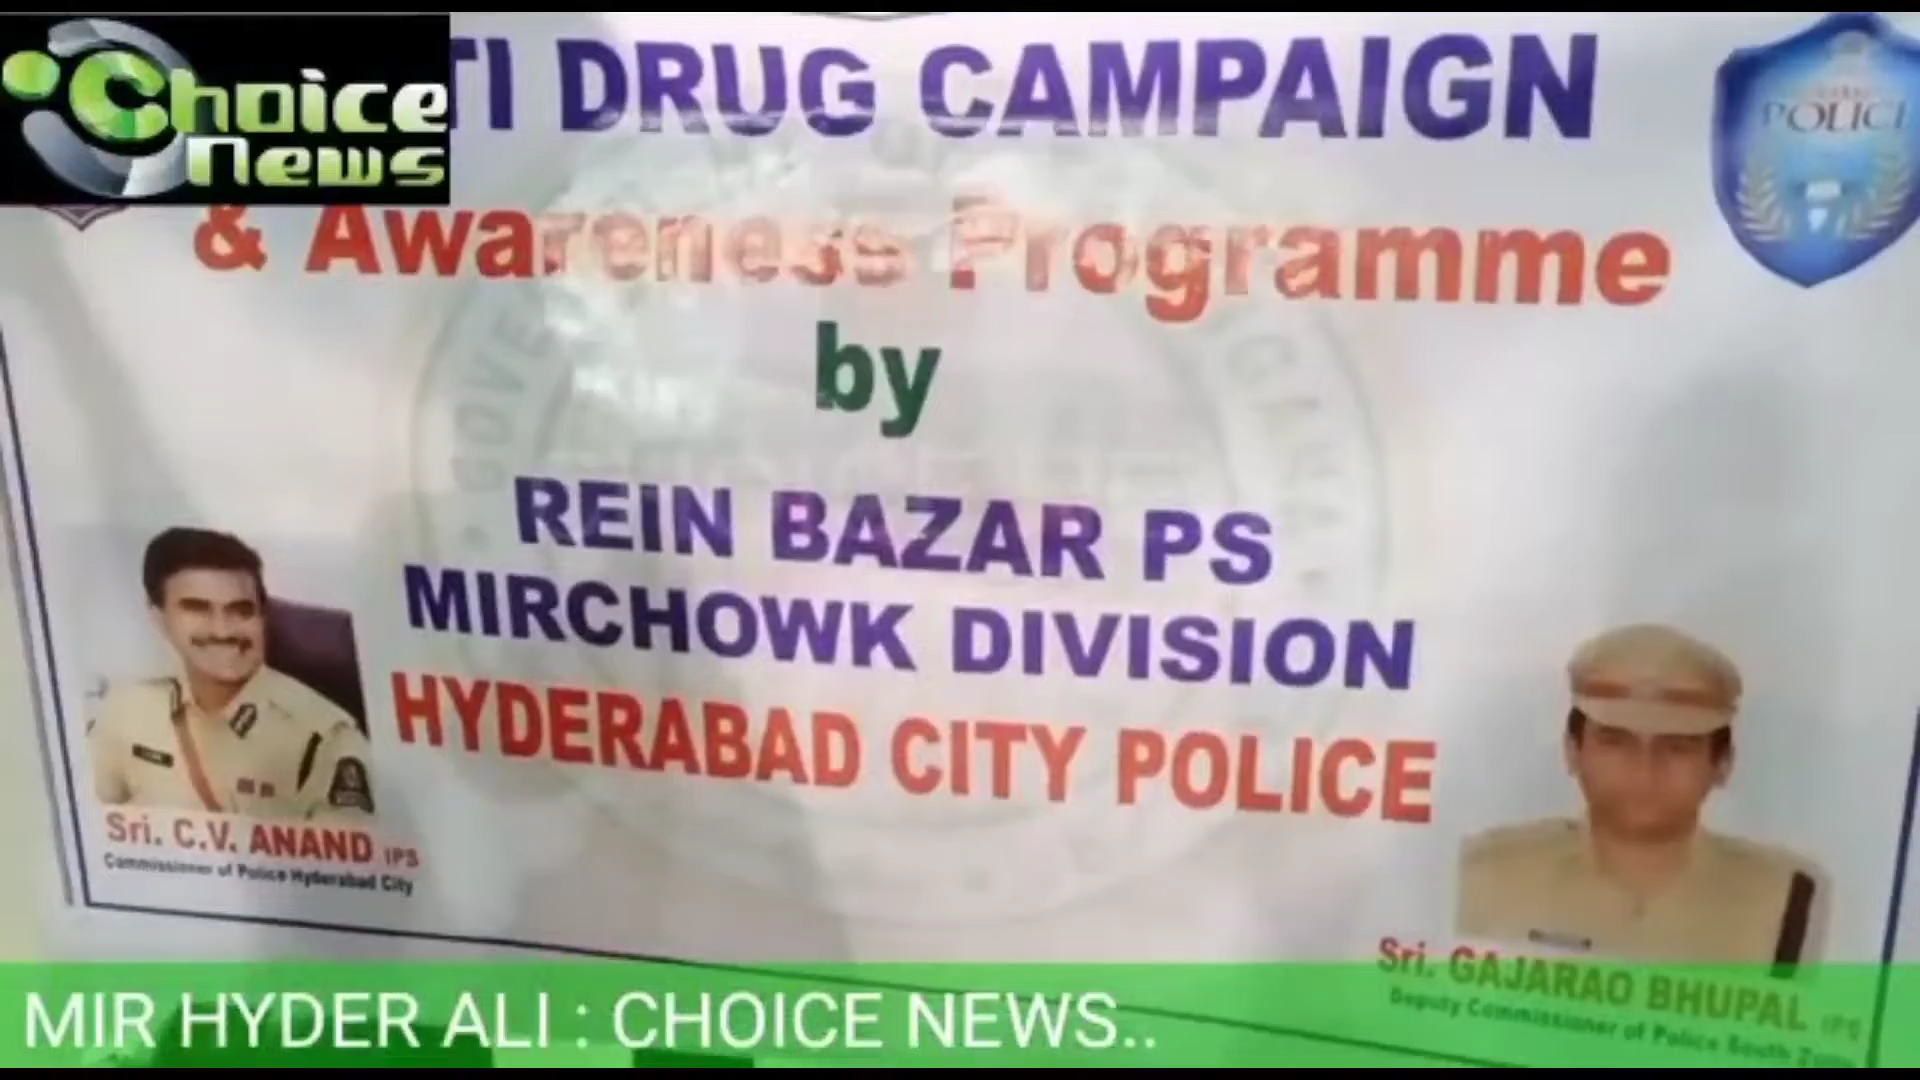 Choice
News
TI DRUG CAMPAIGN
POLICE
& Awareness Programme
by
REIN BAZAR PS
MIRCHOWK DIVISION
HYDERABAD CITY POLICE
Sri. C.V. ANAND IPS
Commissioner of Police Hyderabad City
Sri. GAJARAO BHUPAL IPS
Deputy Commissioner of Police South Zone
MIR HYDER ALI : CHOICE NEWS..